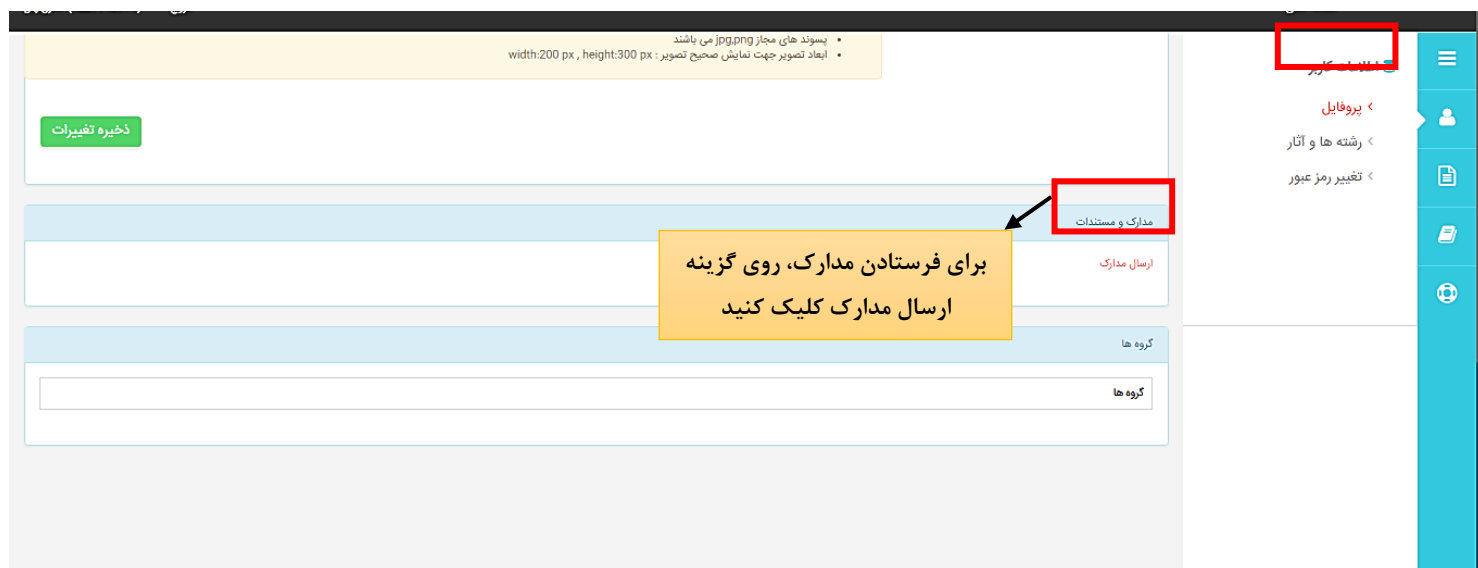 پسوند های مجاز jpg,png می باشند
ابعاد تصویر جهت نمایش صحیح تصویر : width:200 px , height:300 px
ذخیره تغییرات
اطلاعات کاربر
پروفایل
رشته ها و آثار
تغییر رمز عبور
مدارک و مستندات
ارسال مدارک
برای فرستادن مدارک، روی گزینه
ارسال مدارک کلیک کنید
گروه ها
گروه ها